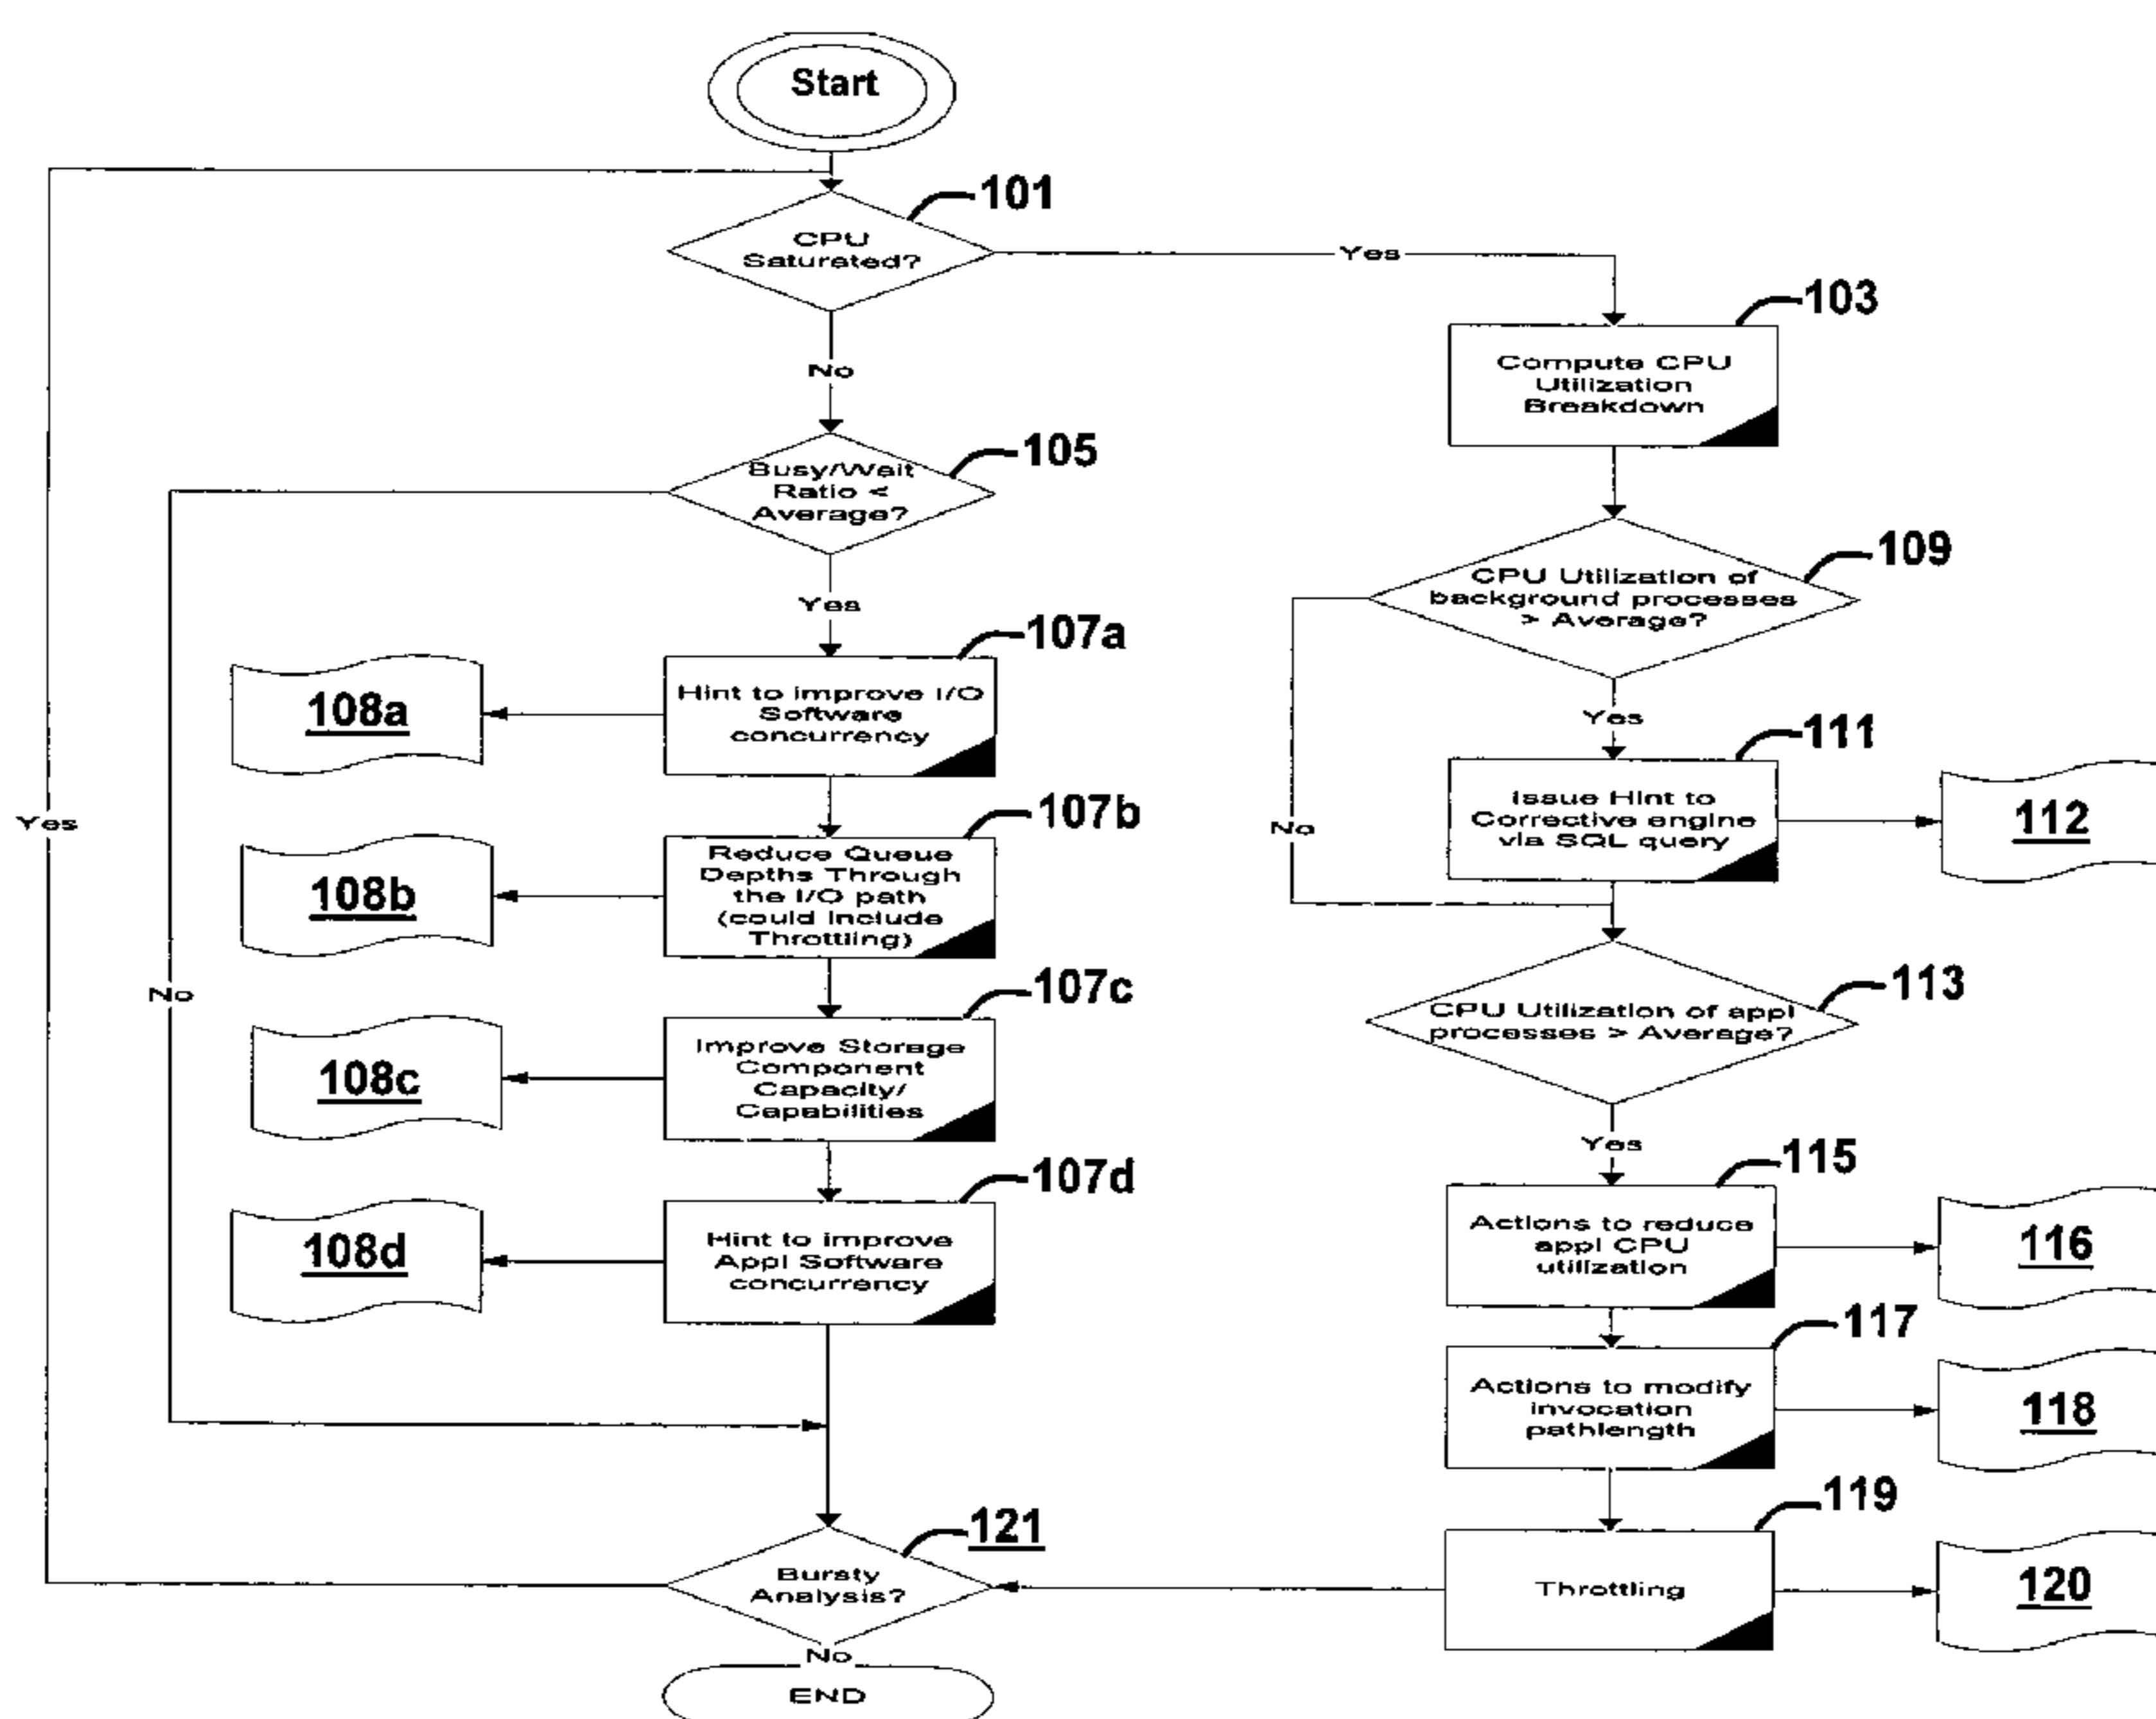 Start
101
CPU
Saturated?
Yes
103
Compute CPU
Utilization
Breakdown
No
105
Busy/Wait
Ratio <
Average?
109
CPU Utilization of
background processes
> Average?
Yes
107a
Hint to improve I/O
Software
concurrency
108a
Yes
111
Issue Hint to
Corrective engine
via SQL query
112
No
Yes
107b
Reduce Queue
Depths Through
the I/O path
(could include
Throttling)
108b
No
107c
Improve Storage
Component
Capacity/
Capabilities
108c
113
CPU Utilization of appl
processes > Average?
Yes
107d
Hint to improve
Appl Software
concurrency
108d
115
Actions to reduce
appl CPU
utilization
116
117
Actions to modify
invocation
pathlength
118
119
Throttling
120
121
Bursty
Analysis?
No
END